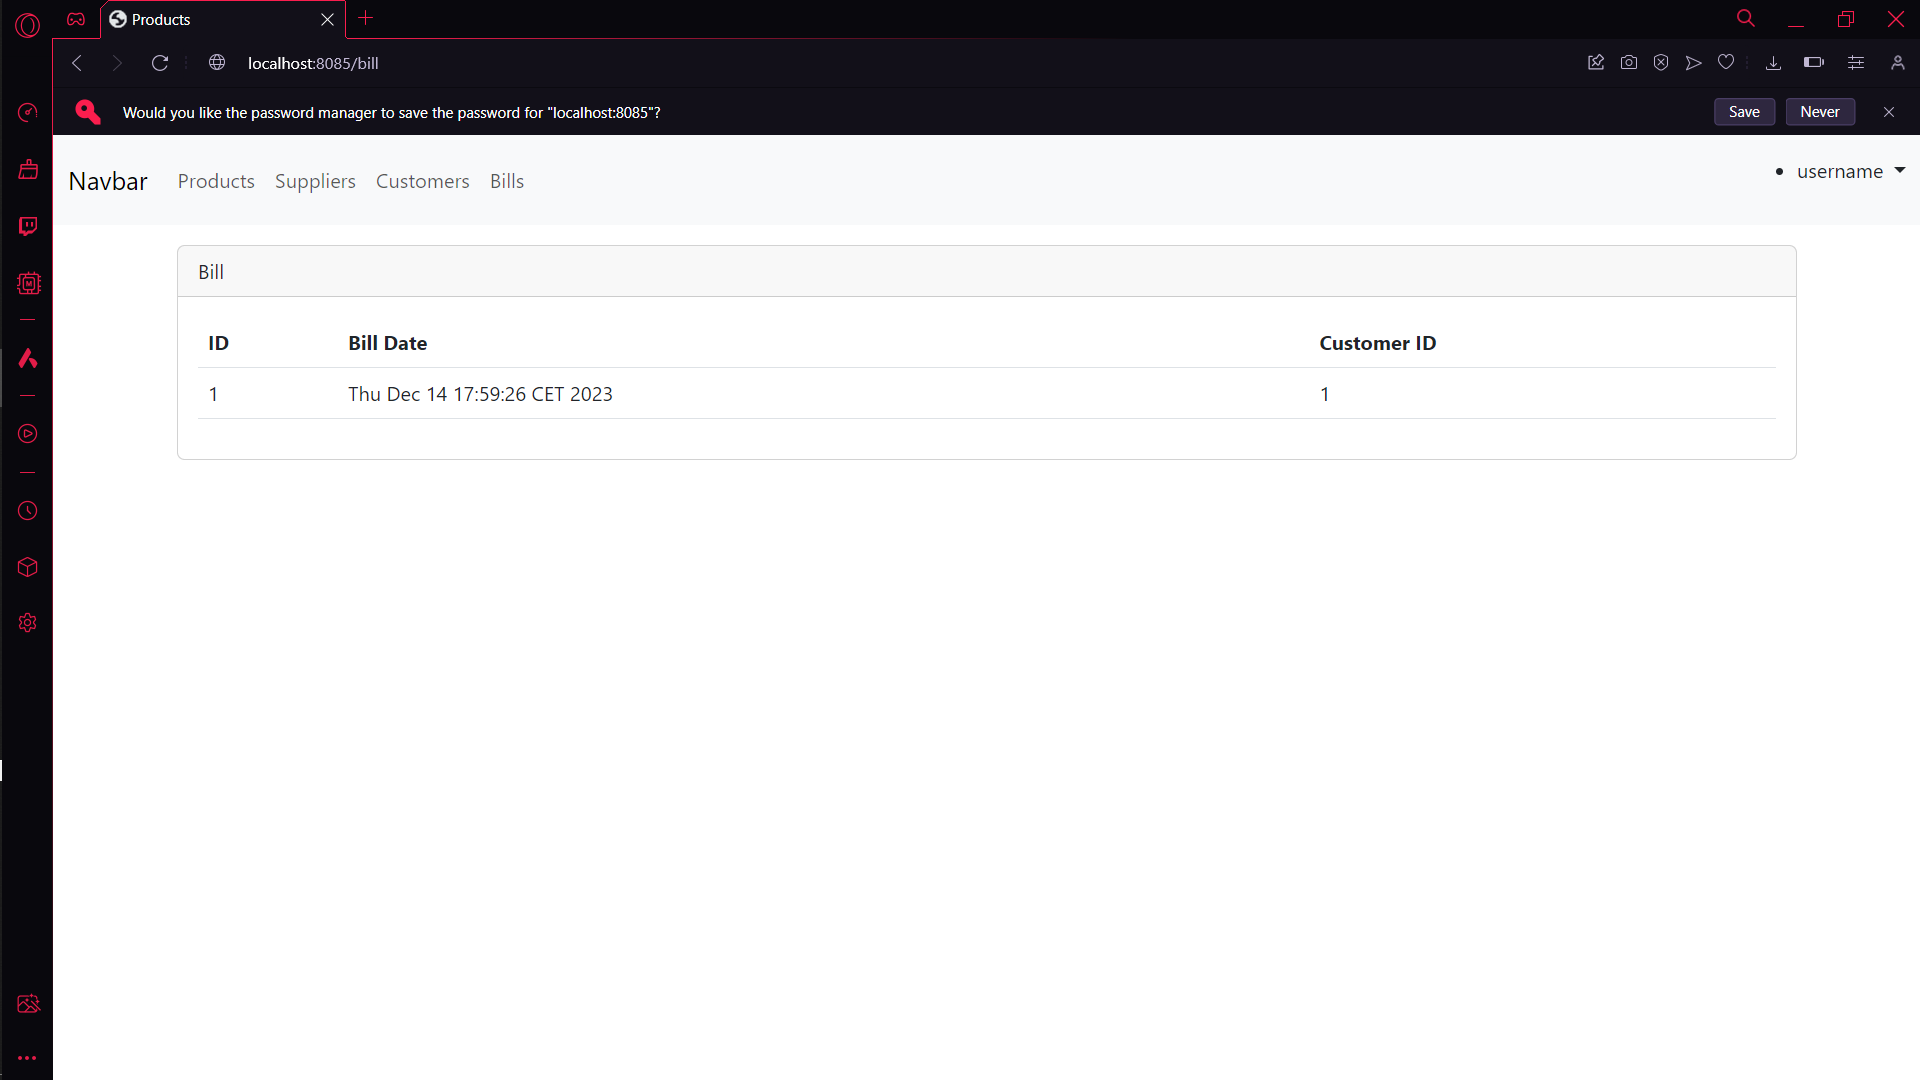 Products
localhost:8085/bill
Would you like the password manager to save the password for "localhost:8085"?
Save
Never
Navbar
Products
Suppliers
Customers
Bills
username
Bill
ID
Bill Date
Customer ID
1
Thu Dec 14 17:59:26 CET 2023
1